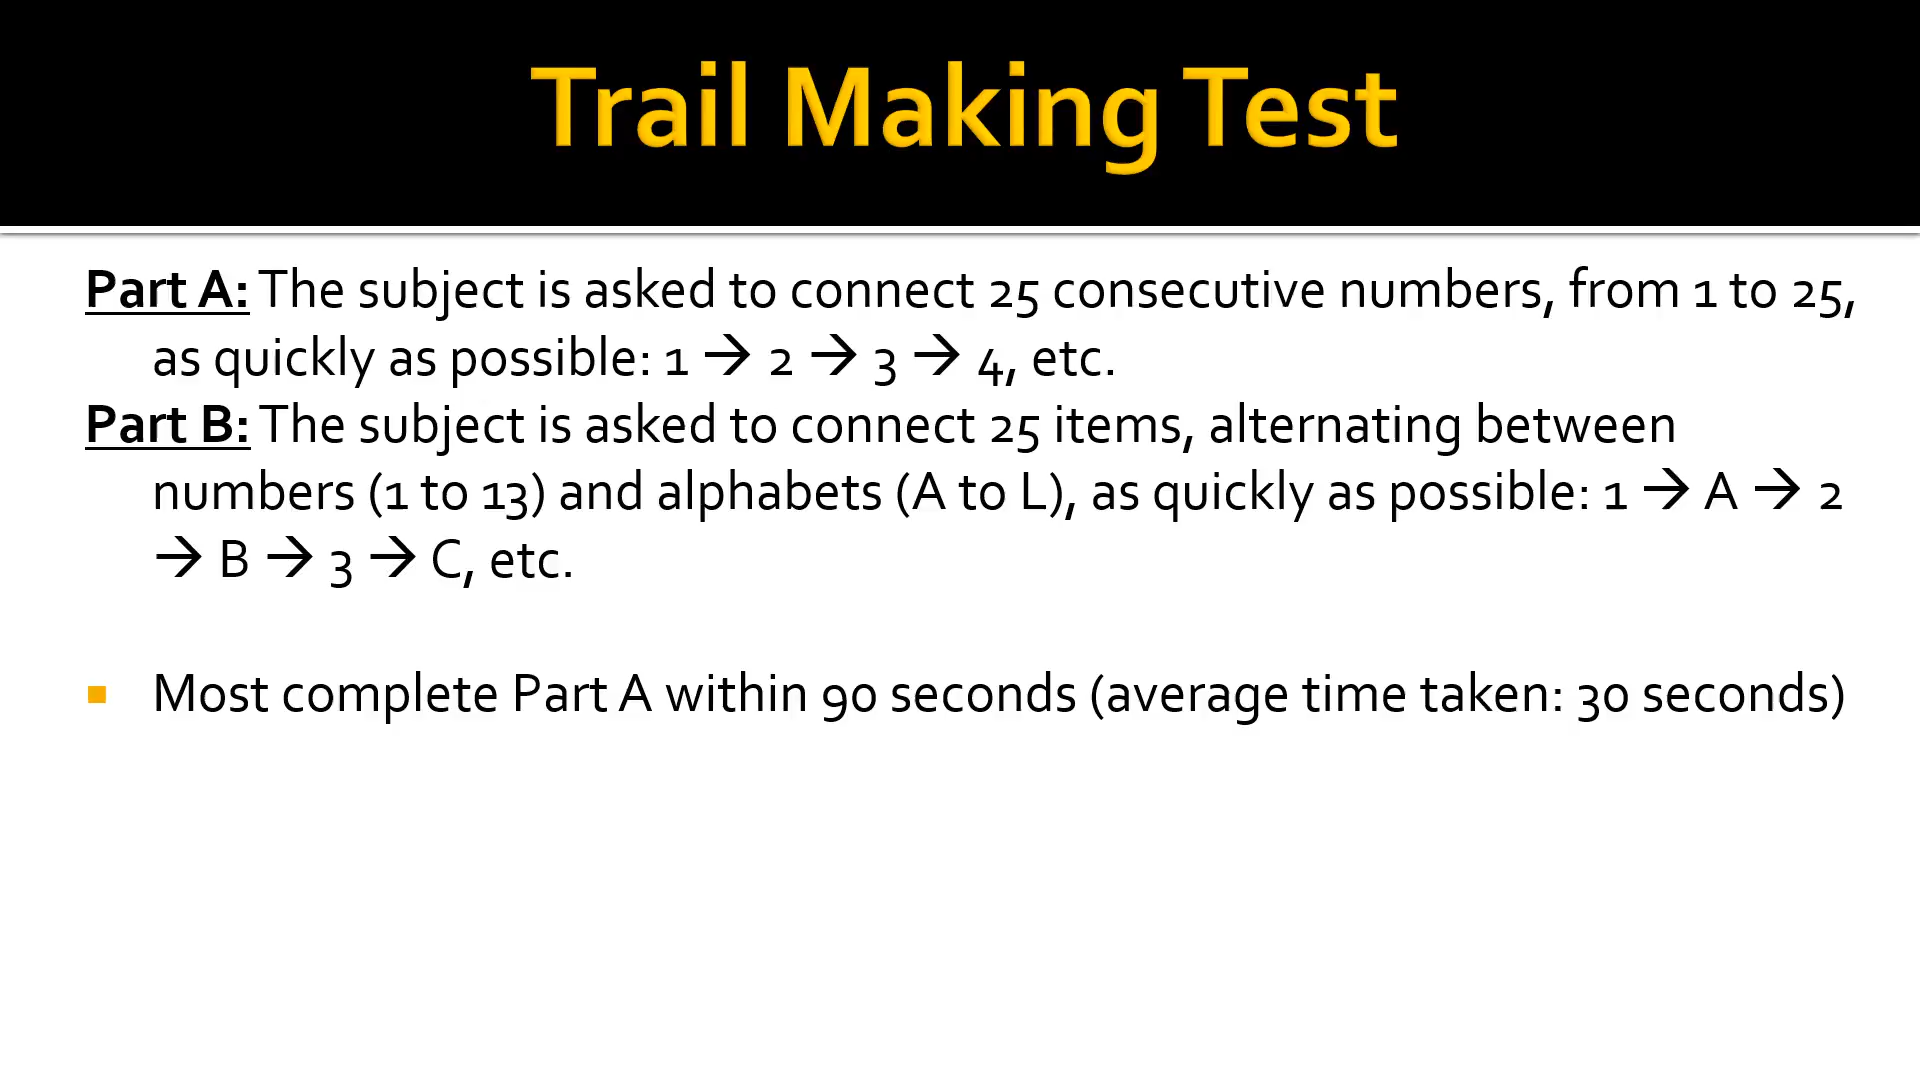 Trail Making Test
Part A: The subject is asked to connect 25 consecutive numbers, from 1 to 25,
as quickly as possible: 1 → 2 → 3 → 4, etc.
Part B: The subject is asked to connect 25 items, alternating between
numbers (1 to 13) and alphabets (A to L), as quickly as possible: 1 → A → 2
→ B → 3 → C, etc.
▪ Most complete Part A within 90 seconds (average time taken: 30 seconds)